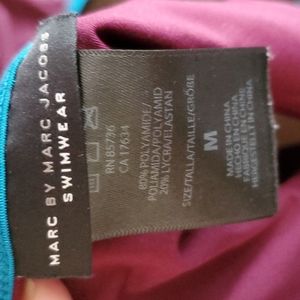 MARC BY MARC JACOBS
SWIMWEAR
RN 85736
CA 17634
80% POLYAMIDE/
POLIAMIDA/POLYAMID
20% LYCRA/ELASTAN
SIZE/TALLA/TAILLE/GRÖßE
M
MADE IN CHINA
HECHO EN CHINA
FABRIQUÉ EN CHINE
HERGESTELLT IN CHINA